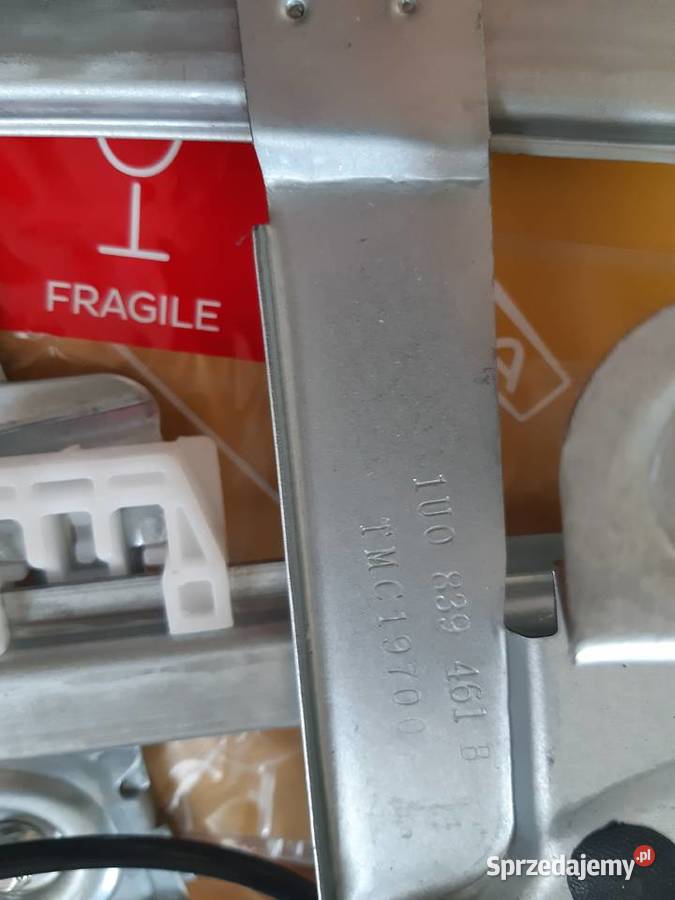 FRAGILE
A
1U0 839 461 B
TMC19700
Sprzedajemy.pl